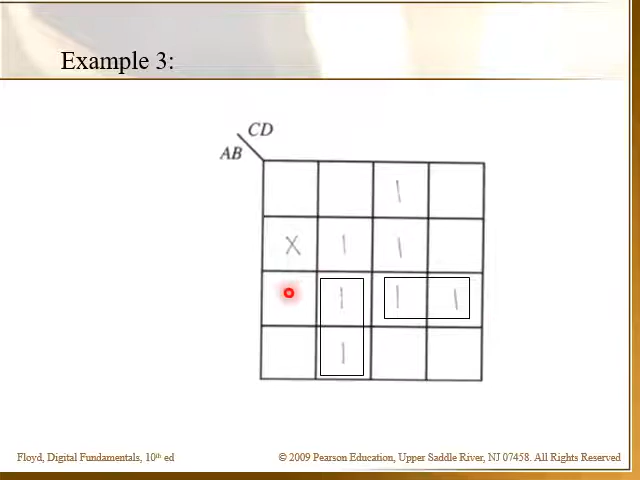 Example 3:
CD
AB
1
X 1 1
1 1 1
1
Floyd, Digital Fundamentals, 10th ed
© 2009 Pearson Education, Upper Saddle River, NJ 07458. All Rights Reserved